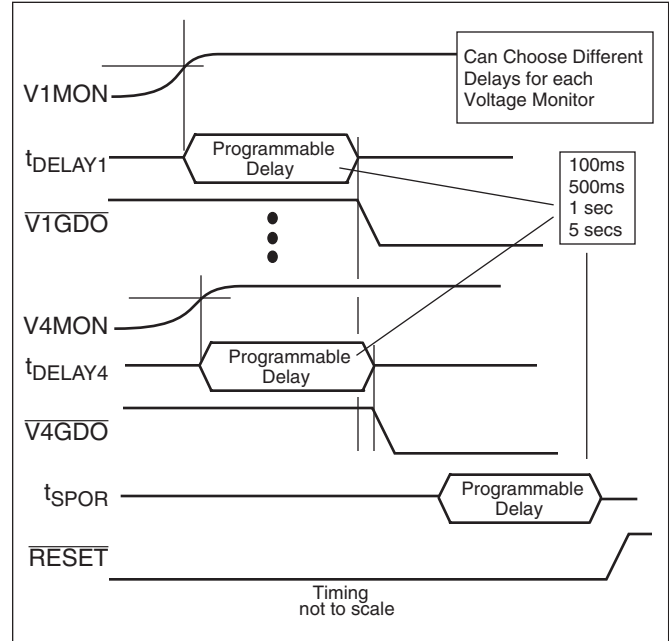 Can Choose Different
Delays for each
Voltage Monitor
V1MON
tDELAY1
Programmable
Delay
100ms
500ms
1 sec
5 secs
V1GDO
V4MON
tDELAY4
Programmable
Delay
V4GDO
tSPOR
Programmable
Delay
RESET
Timing
not to scale